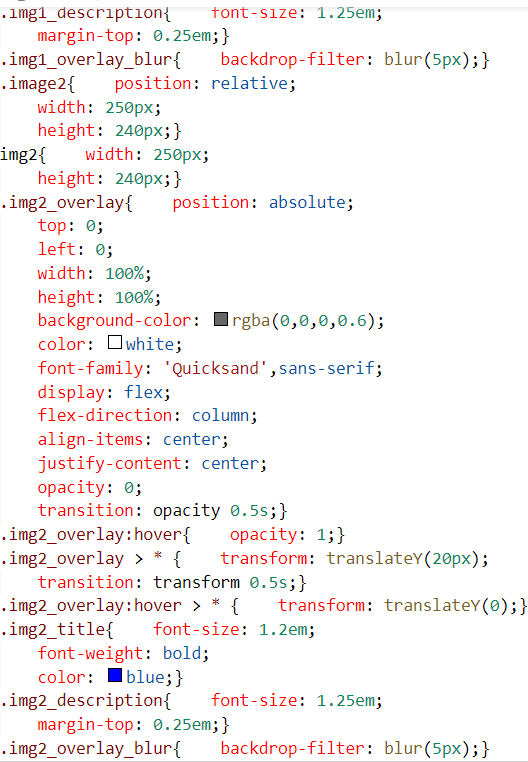 .img1_description{    font-size: 1.25em;
    margin-top: 0.25em;}
.img1_overlay_blur{    backdrop-filter: blur(5px);}
.image2{    position: relative;
    width: 250px;
    height: 240px;}
img2{    width: 250px;
    height: 240px;}
.img2_overlay{    position: absolute;
    top: 0;
    left: 0;
    width: 100%;
    height: 100%;
    background-color: rgba(0,0,0,0.6);
    color: white;
    font-family: 'Quicksand',sans-serif;
    display: flex;
    flex-direction: column;
    align-items: center;
    justify-content: center;
    opacity: 0;
    transition: opacity 0.5s;}
.img2_overlay:hover{    opacity: 1;}
.img2_overlay > * {    transform: translateY(20px);
    transition: transform 0.5s;}
.img2_overlay:hover > * {    transform: translateY(0);}
.img2_title{    font-size: 1.2em;
    font-weight: bold;
    color: blue;}
.img2_description{    font-size: 1.25em;
    margin-top: 0.25em;}
.img2_overlay_blur{    backdrop-filter: blur(5px);}